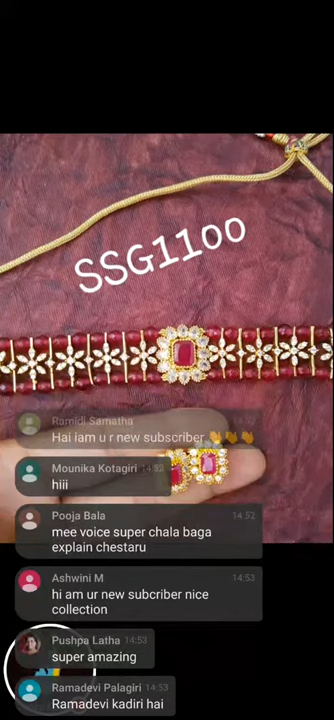 SSG1100
Ramidi Samatha
Hai iam u r new subscriber 👏👏👏
Mounika Kotagiri 14:52
hiii
Pooja Bala 14:52
mee voice super chala baga
explain chestaru
Ashwini M 14:53
hi am ur new subcriber nice
collection
Pushpa Latha 14:53
super amazing
Ramadevi Palagiri 14:53
Ramadevi kadiri hai